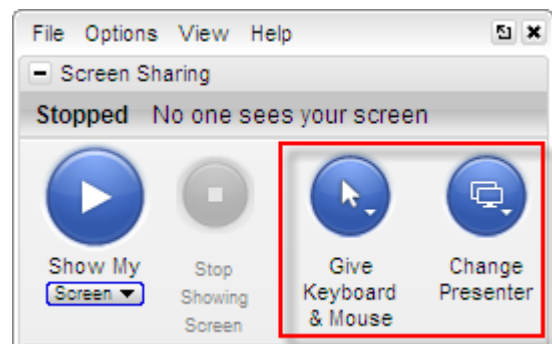 File Options View Help
Screen Sharing
Stopped No one sees your screen
Show My
Screen
Stop
Showing
Screen
Give
Keyboard
& Mouse
Change
Presenter